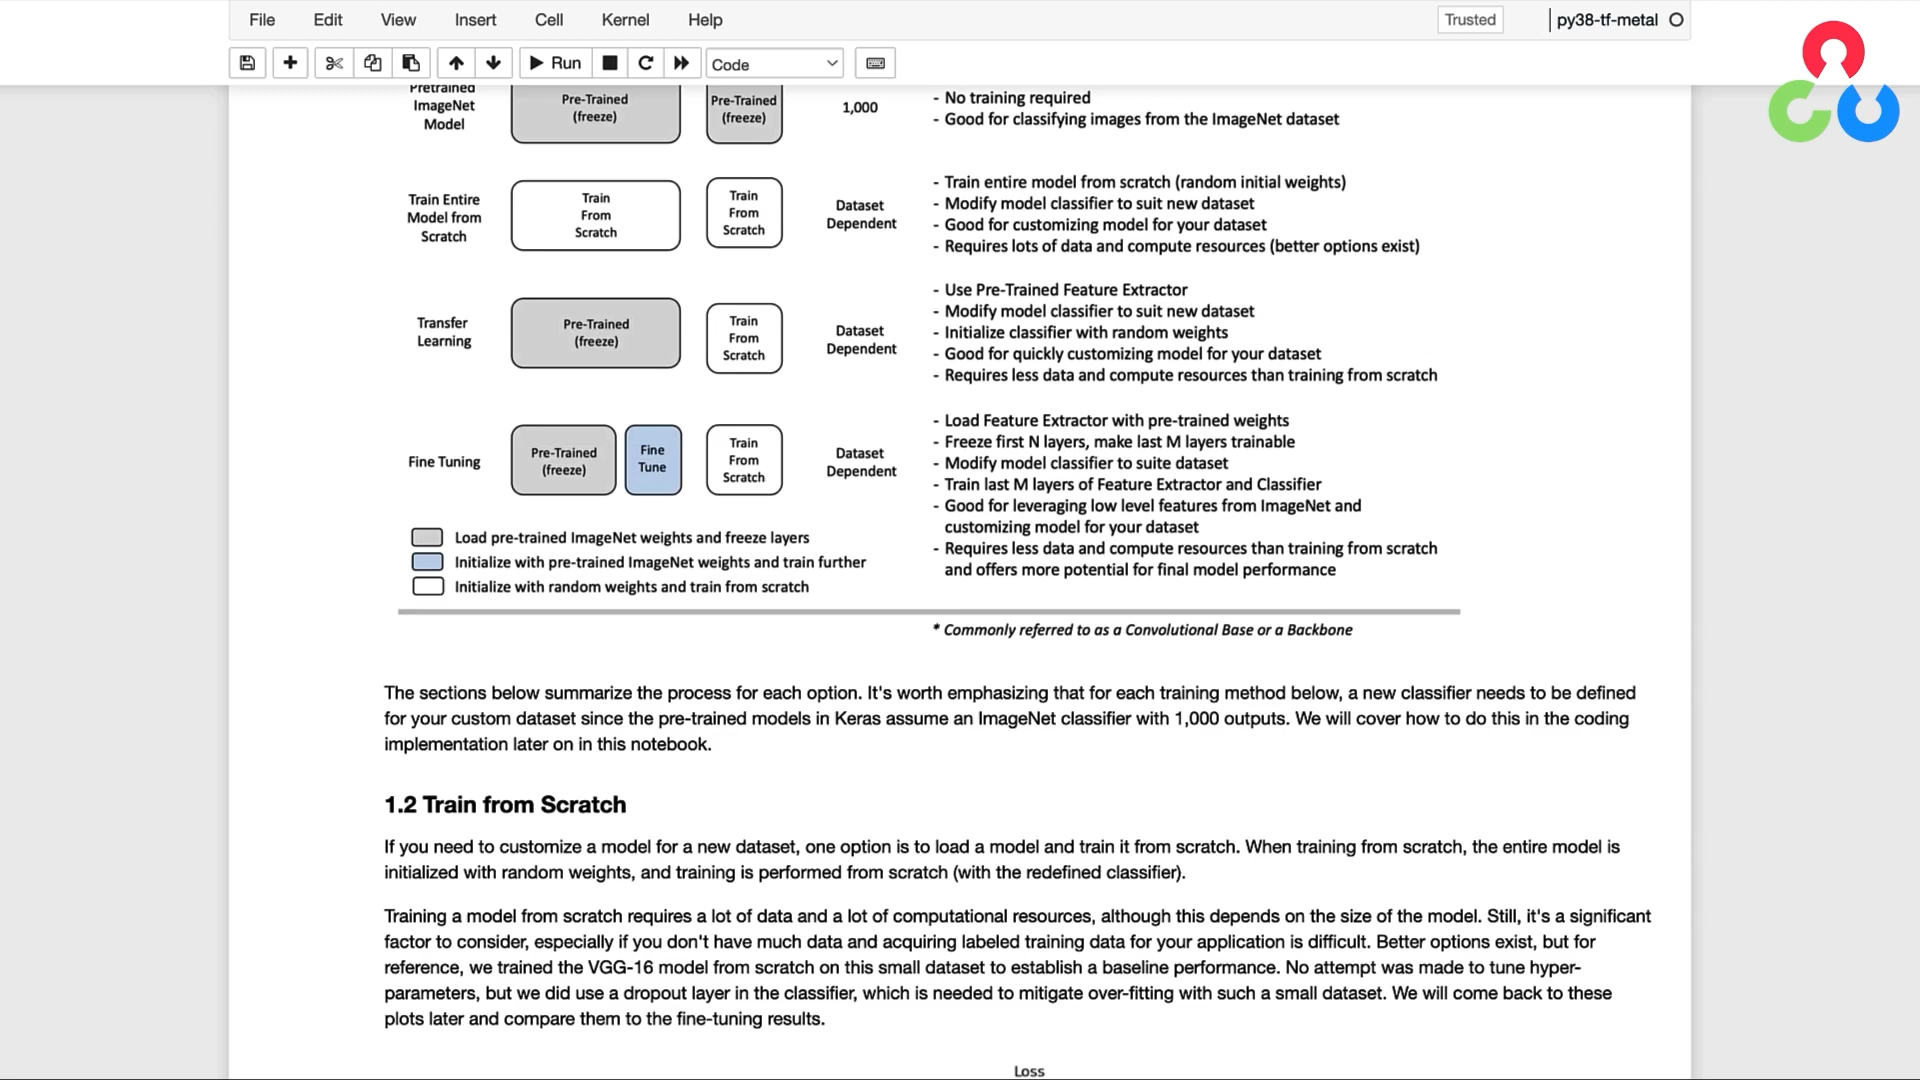 File Edit View Insert Cell Kernel Help Trusted py38-tf-metal
Run Code
Pretrained
ImageNet
Model
Pre-Trained
(freeze)
Pre-Trained
(freeze)
1,000
- No training required
- Good for classifying images from the ImageNet dataset
Train Entire
Model from
Scratch
Train
From
Scratch
Train
From
Scratch
Dataset
Dependent
- Train entire model from scratch (random initial weights)
- Modify model classifier to suit new dataset
- Good for customizing model for your dataset
- Requires lots of data and compute resources (better options exist)
Transfer
Learning
Pre-Trained
(freeze)
Train
From
Scratch
Dataset
Dependent
- Use Pre-Trained Feature Extractor
- Modify model classifier to suit new dataset
- Initialize classifier with random weights
- Good for quickly customizing model for your dataset
- Requires less data and compute resources than training from scratch
Fine Tuning
Pre-Trained
(freeze)
Fine
Tune
Train
From
Scratch
Dataset
Dependent
- Load Feature Extractor with pre-trained weights
- Freeze first N layers, make last M layers trainable
- Modify model classifier to suite dataset
- Train last M layers of Feature Extractor and Classifier
- Good for leveraging low level features from ImageNet and
customizing model for your dataset
- Requires less data and compute resources than training from scratch
and offers more potential for final model performance
Load pre-trained ImageNet weights and freeze layers
Initialize with pre-trained ImageNet weights and train further
Initialize with random weights and train from scratch
* Commonly referred to as a Convolutional Base or a Backbone
The sections below summarize the process for each option. It's worth emphasizing that for each training method below, a new classifier needs to be defined
for your custom dataset since the pre-trained models in Keras assume an ImageNet classifier with 1,000 outputs. We will cover how to do this in the coding
implementation later on in this notebook.
1.2 Train from Scratch
If you need to customize a model for a new dataset, one option is to load a model and train it from scratch. When training from scratch, the entire model is
initialized with random weights, and training is performed from scratch (with the redefined classifier).
Training a model from scratch requires a lot of data and a lot of computational resources, although this depends on the size of the model. Still, it's a significant
factor to consider, especially if you don't have much data and acquiring labeled training data for your application is difficult. Better options exist, but for
reference, we trained the VGG-16 model from scratch on this small dataset to establish a baseline performance. No attempt was made to tune hyper-
parameters, but we did use a dropout layer in the classifier, which is needed to mitigate over-fitting with such a small dataset. We will come back to these
plots later and compare them to the fine-tuning results.
Loss